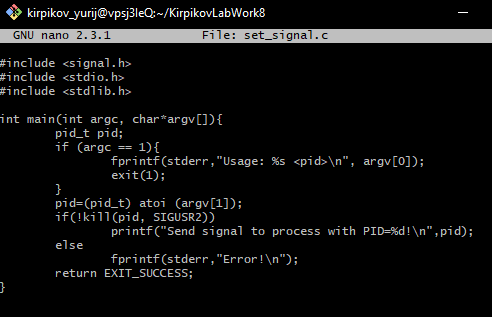 kirpikov_yurij@vpsj3leQ:~/KirpikovLabWork8
GNU nano 2.3.1 File: set_signal.c
#include <signal.h>
#include <stdio.h>
#include <stdlib.h>
int main(int argc, char*argv[]){
pid_t pid;
if (argc == 1){
fprintf(stderr,"Usage: %s <pid>\n", argv[0]);
exit(1);
}
pid=(pid_t) atoi (argv[1]);
if(!kill(pid, SIGUSR2))
printf("Send signal to process with PID=%d!\n",pid);
else
fprintf(stderr,"Error!\n");
return EXIT_SUCCESS;
}